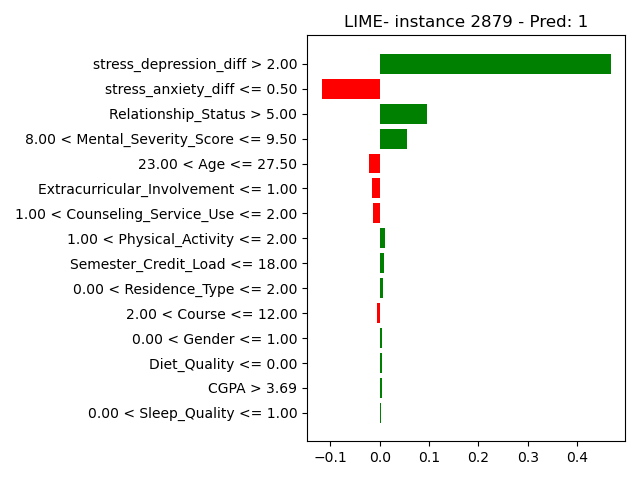 LIME- instance 2879 - Pred: 1
stress_depression_diff > 2.00
stress_anxiety_diff <= 0.50
Relationship_Status > 5.00
8.00 < Mental_Severity_Score <= 9.50
23.00 < Age <= 27.50
Extracurricular_Involvement <= 1.00
1.00 < Counseling_Service_Use <= 2.00
1.00 < Physical_Activity <= 2.00
Semester_Credit_Load <= 18.00
0.00 < Residence_Type <= 2.00
2.00 < Course <= 12.00
0.00 < Gender <= 1.00
Diet_Quality <= 0.00
CGPA > 3.69
0.00 < Sleep_Quality <= 1.00
−0.1 0.0 0.1 0.2 0.3 0.4